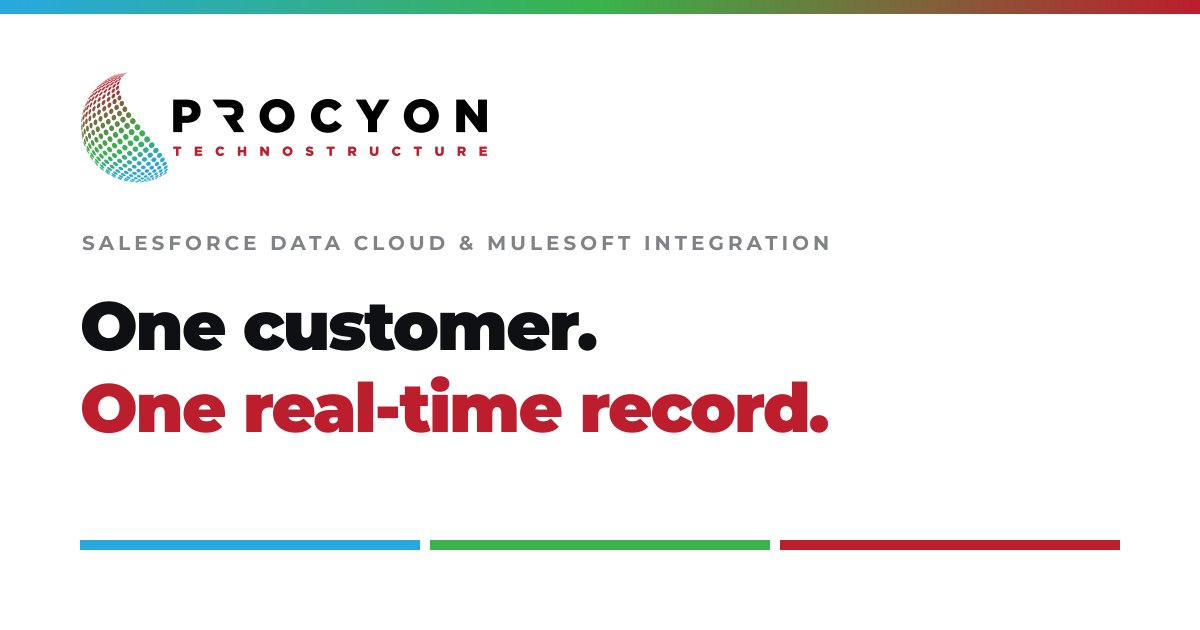 PROCYON
TECHNOSTRUCTURE
SALESFORCE DATA CLOUD & MULESOFT INTEGRATION
One customer.
One real-time record.